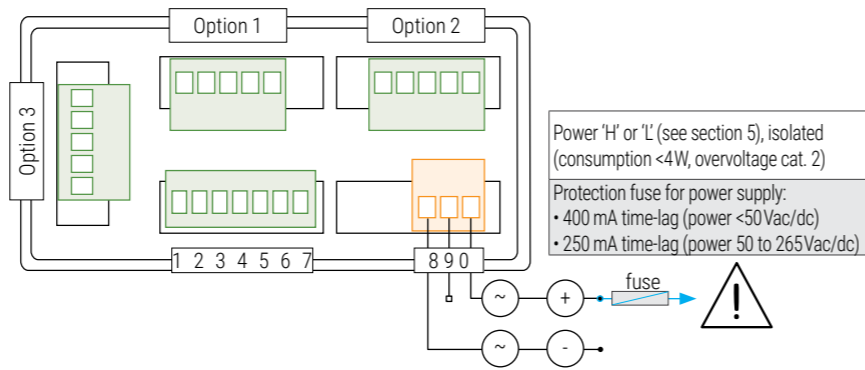 Option 1
Option 2
Option 3
Power ‘H’ or ‘L’ (see section 5), isolated
(consumption <4W, overvoltage cat. 2)
Protection fuse for power supply:
• 400 mA time-lag (power <50Vac/dc)
• 250 mA time-lag (power 50 to 265Vac/dc)
1 2 3 4 5 6 7
8 9 0
~ + fuse
!
~ -